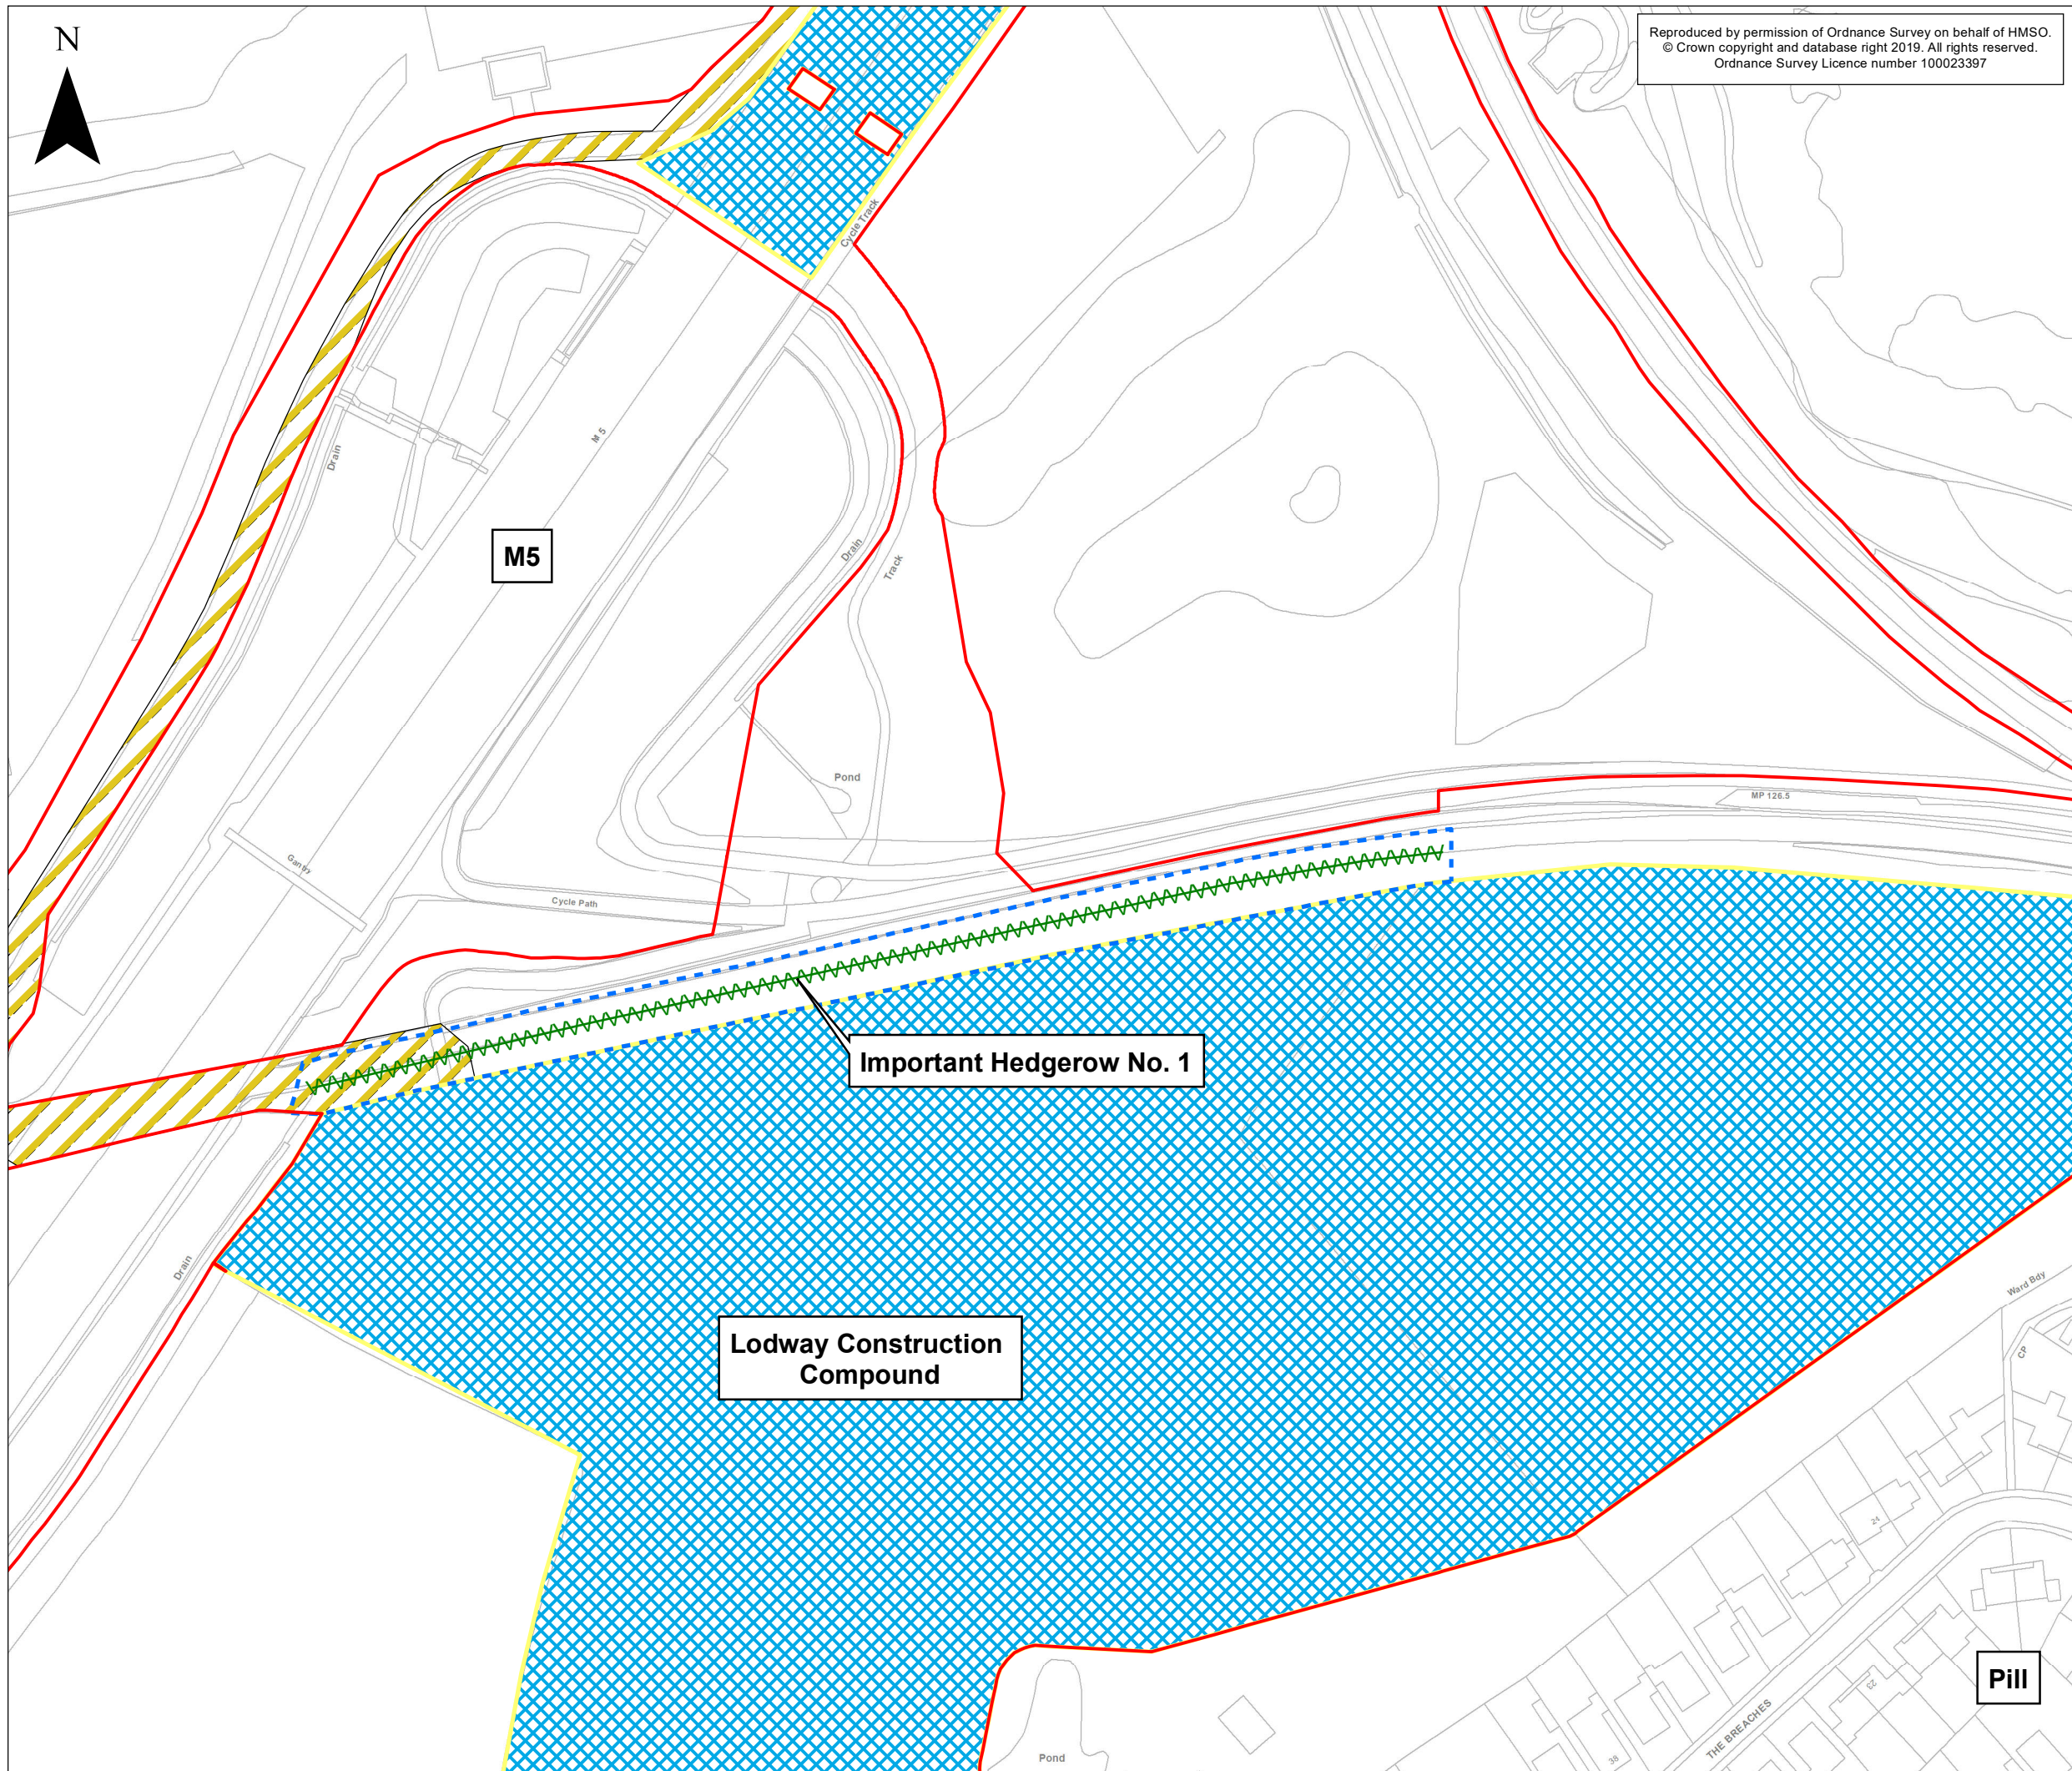 N
Reproduced by permission of Ordnance Survey on behalf of HMSO.
© Crown copyright and database right 2019. All rights reserved.
Ordnance Survey Licence number 100023397
Cycle Track
M 5
Drain
M5
Drain
Track
Pond
MP 126.5
Gantry
Cycle Path
Important Hedgerow No. 1
Drain
Ward Bdy
Lodway Construction
Compound
CP
24
Pill
23
THE BREACHES
38
Pond